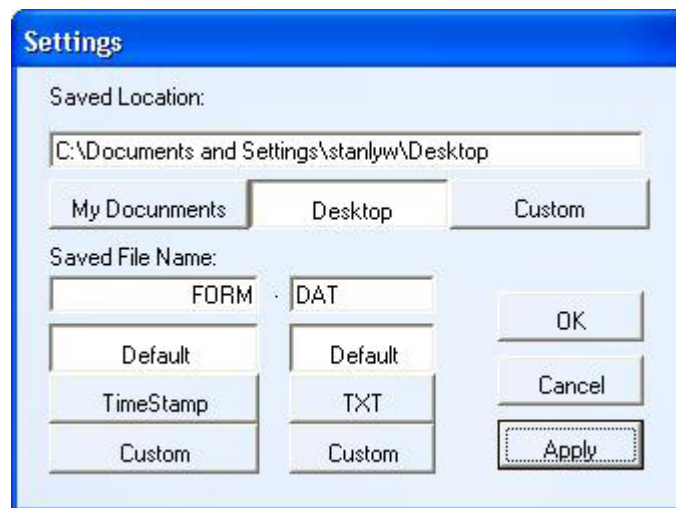 Settings
Saved Location:
C:\Documents and Settings\stanlyw\Desktop
My Docunments Desktop Custom
Saved File Name:
FORM . DAT
OK
Default Default
Cancel
TimeStamp TXT
Custom Custom
Apply